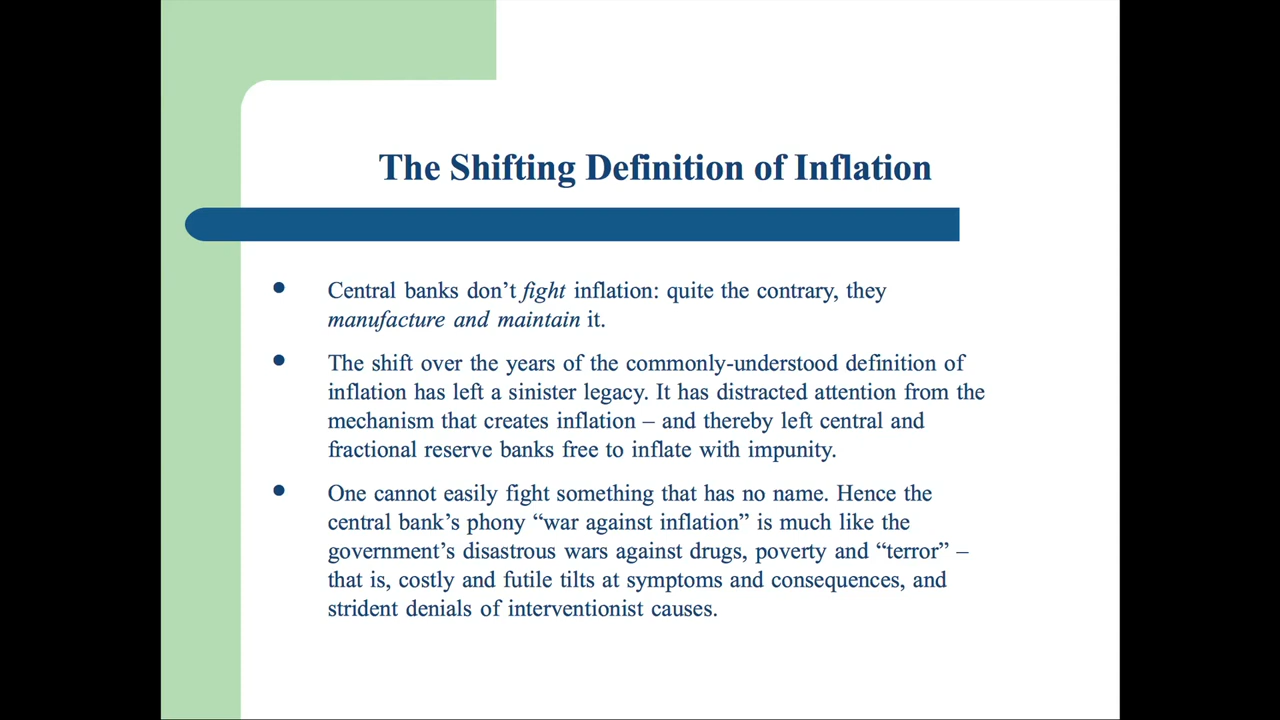 The Shifting Definition of Inflation
• Central banks don’t fight inflation: quite the contrary, they
manufacture and maintain it.
• The shift over the years of the commonly-understood definition of
inflation has left a sinister legacy. It has distracted attention from the
mechanism that creates inflation – and thereby left central and
fractional reserve banks free to inflate with impunity.
• One cannot easily fight something that has no name. Hence the
central bank’s phony “war against inflation” is much like the
government’s disastrous wars against drugs, poverty and “terror” –
that is, costly and futile tilts at symptoms and consequences, and
strident denials of interventionist causes.